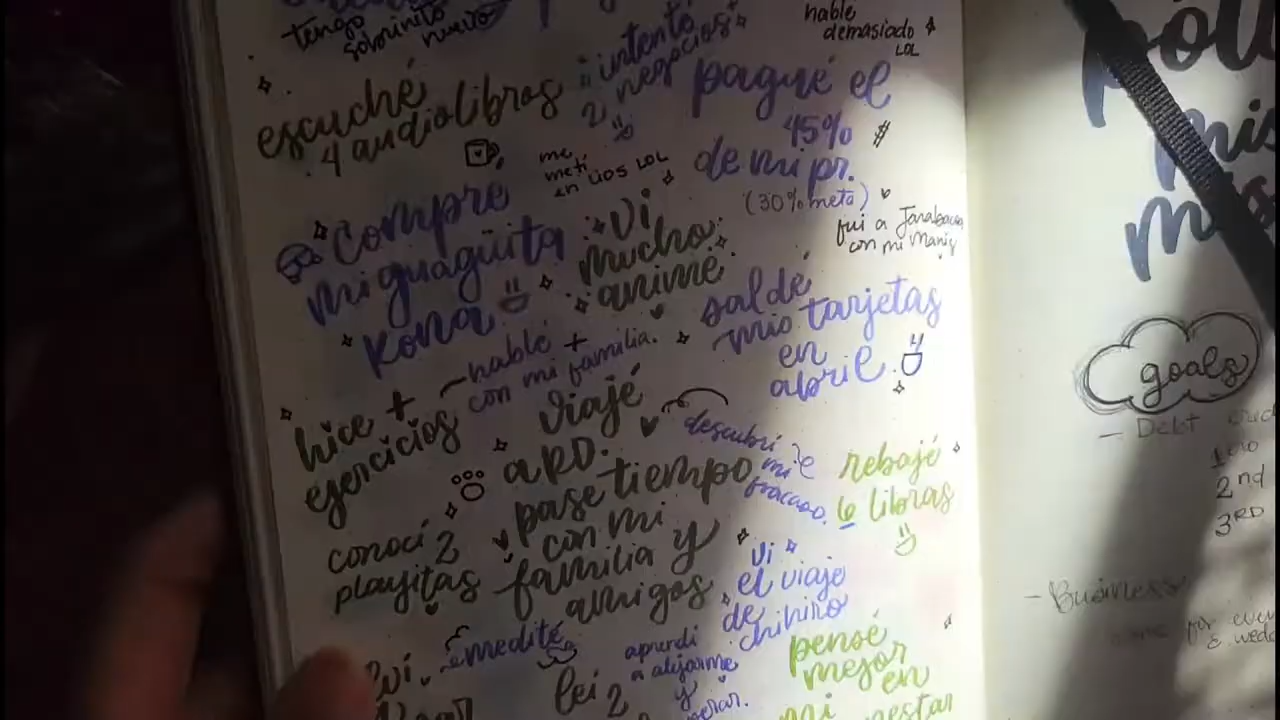 tengo
sobrinito
nuevo
intento
2 negocios
hablé
demasiado
LOL
escuché
4 audiolibros
pagué el
45%
de mi pr.
(30% meta)
me
metí
en líos LOL
compré
mi guagüita
Kona
vi
mucho
anime
fui a Jarabacoa
con mi
saldé
mis tarjetas
en
abril
hablé +
con mi familia.
hice +
ejercicios
viajé
a RD.
descubrí
mi
fracaso.
rebajé
6 libras
pase tiempo
con mi
familia y
amigos
conocí 2
playitas
vi
el viaje
de
chihiro
medité
aprendí
a alejarme
y
pensé
mejor
en
mi
leí 2
mis
goals
- Debt
2nd
3RD
- Business